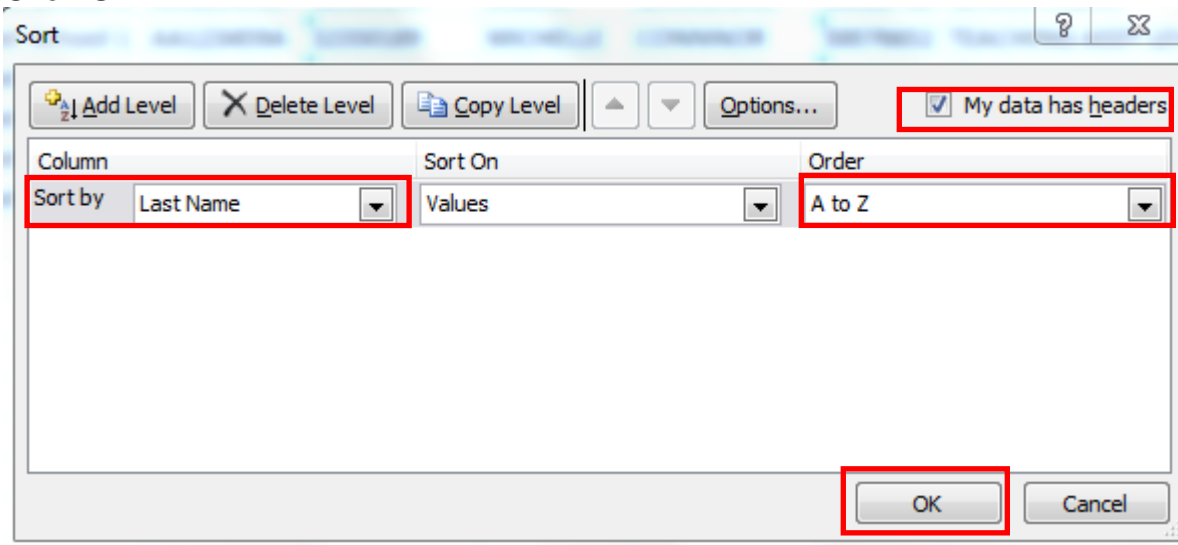 Sort
Add Level Delete Level Copy Level Options... My data has headers
Column Sort On Order
Sort by Last Name Values A to Z
OK Cancel